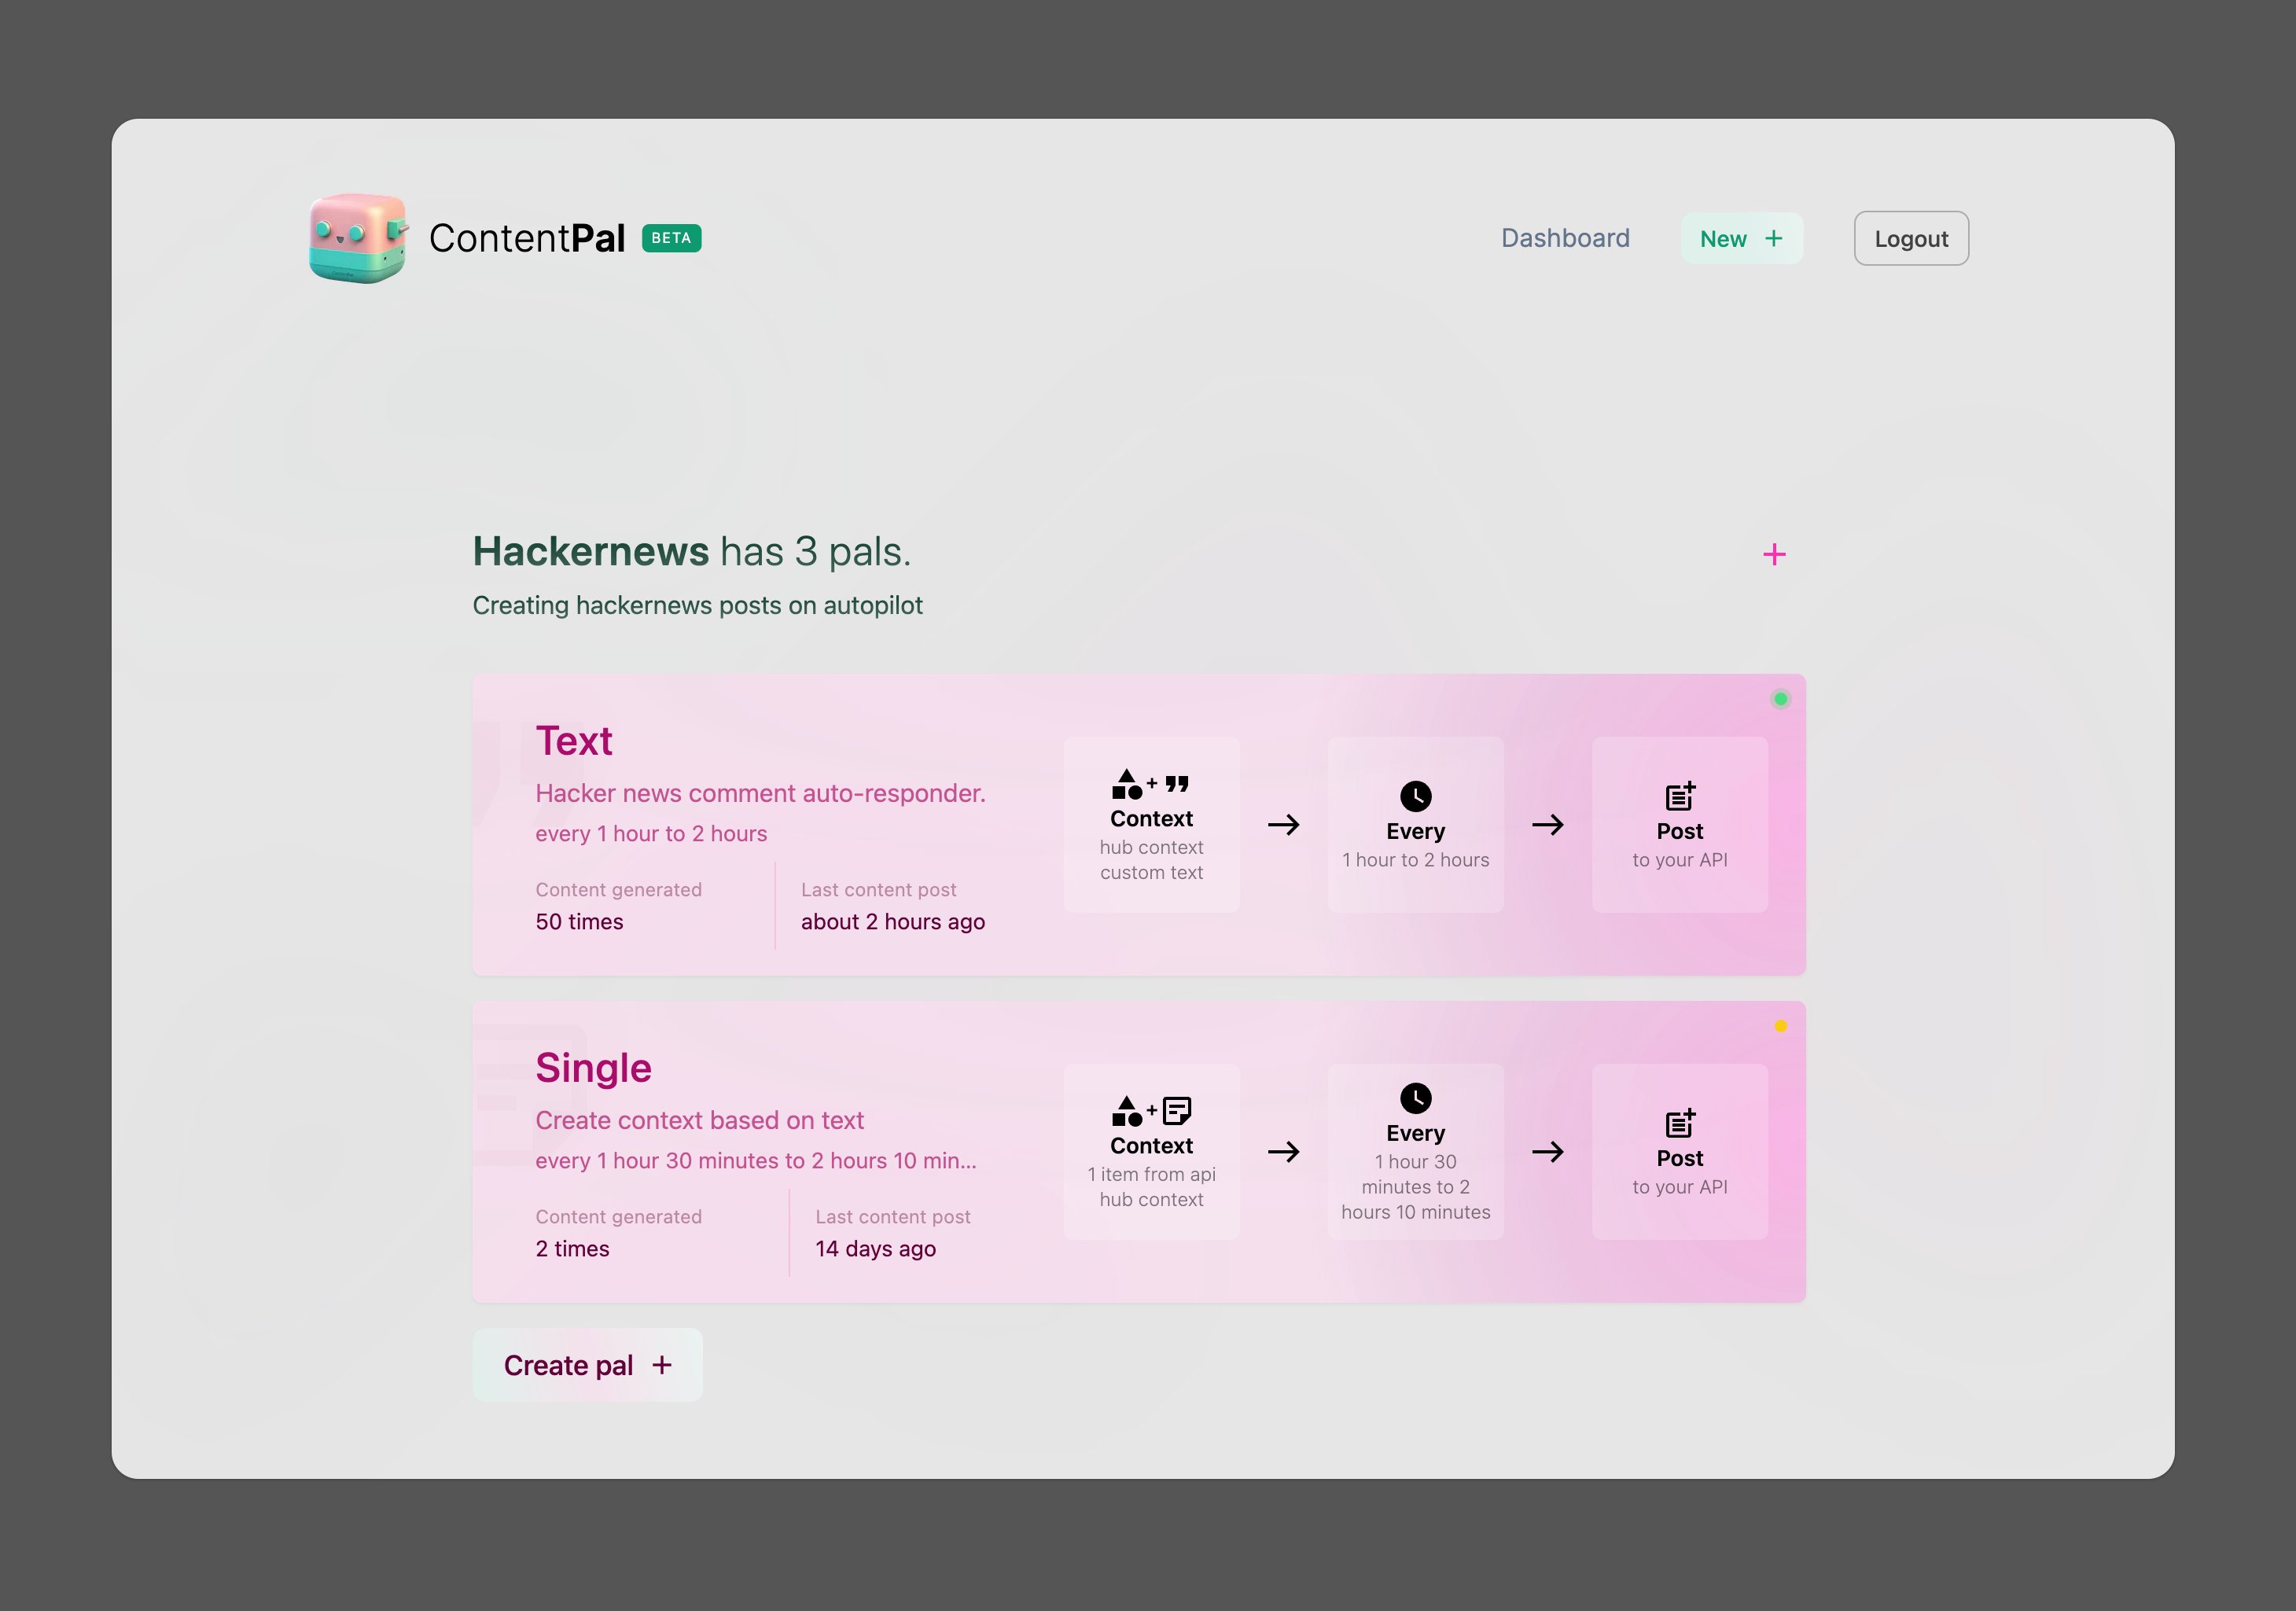 ContentPal BETA
Dashboard
New +
Logout
Hackernews has 3 pals.
+
Creating hackernews posts on autopilot
Text
Hacker news comment auto-responder.
every 1 hour to 2 hours
Content generated
50 times
Last content post
about 2 hours ago
+
Context
hub context
custom text
Every
1 hour to 2 hours
Post
to your API
Single
Create context based on text
every 1 hour 30 minutes to 2 hours 10 min...
Content generated
2 times
Last content post
14 days ago
+
Context
1 item from api
hub context
Every
1 hour 30
minutes to 2
hours 10 minutes
Post
to your API
Create pal +